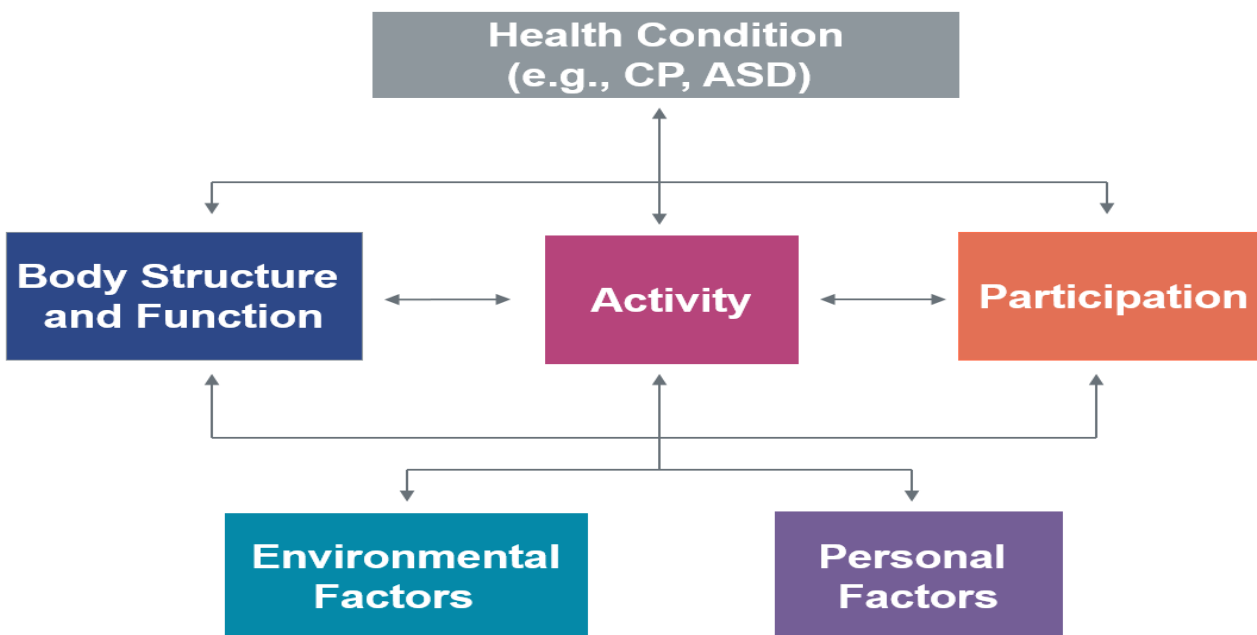 Health Condition
(e.g., CP, ASD)
Body Structure
and Function
Activity
Participation
Environmental
Factors
Personal
Factors